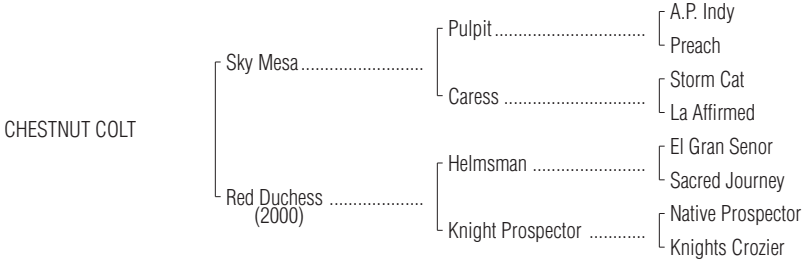 A.P. Indy
Pulpit..............................
Preach
Sky Mesa........................
Storm Cat
Caress ............................
La Affirmed
CHESTNUT COLT
El Gran Senor
Helmsman ......................
Sacred Journey
Red Duchess ..................
(2000)
Native Prospector
Knight Prospector ...........
Knights Crozier